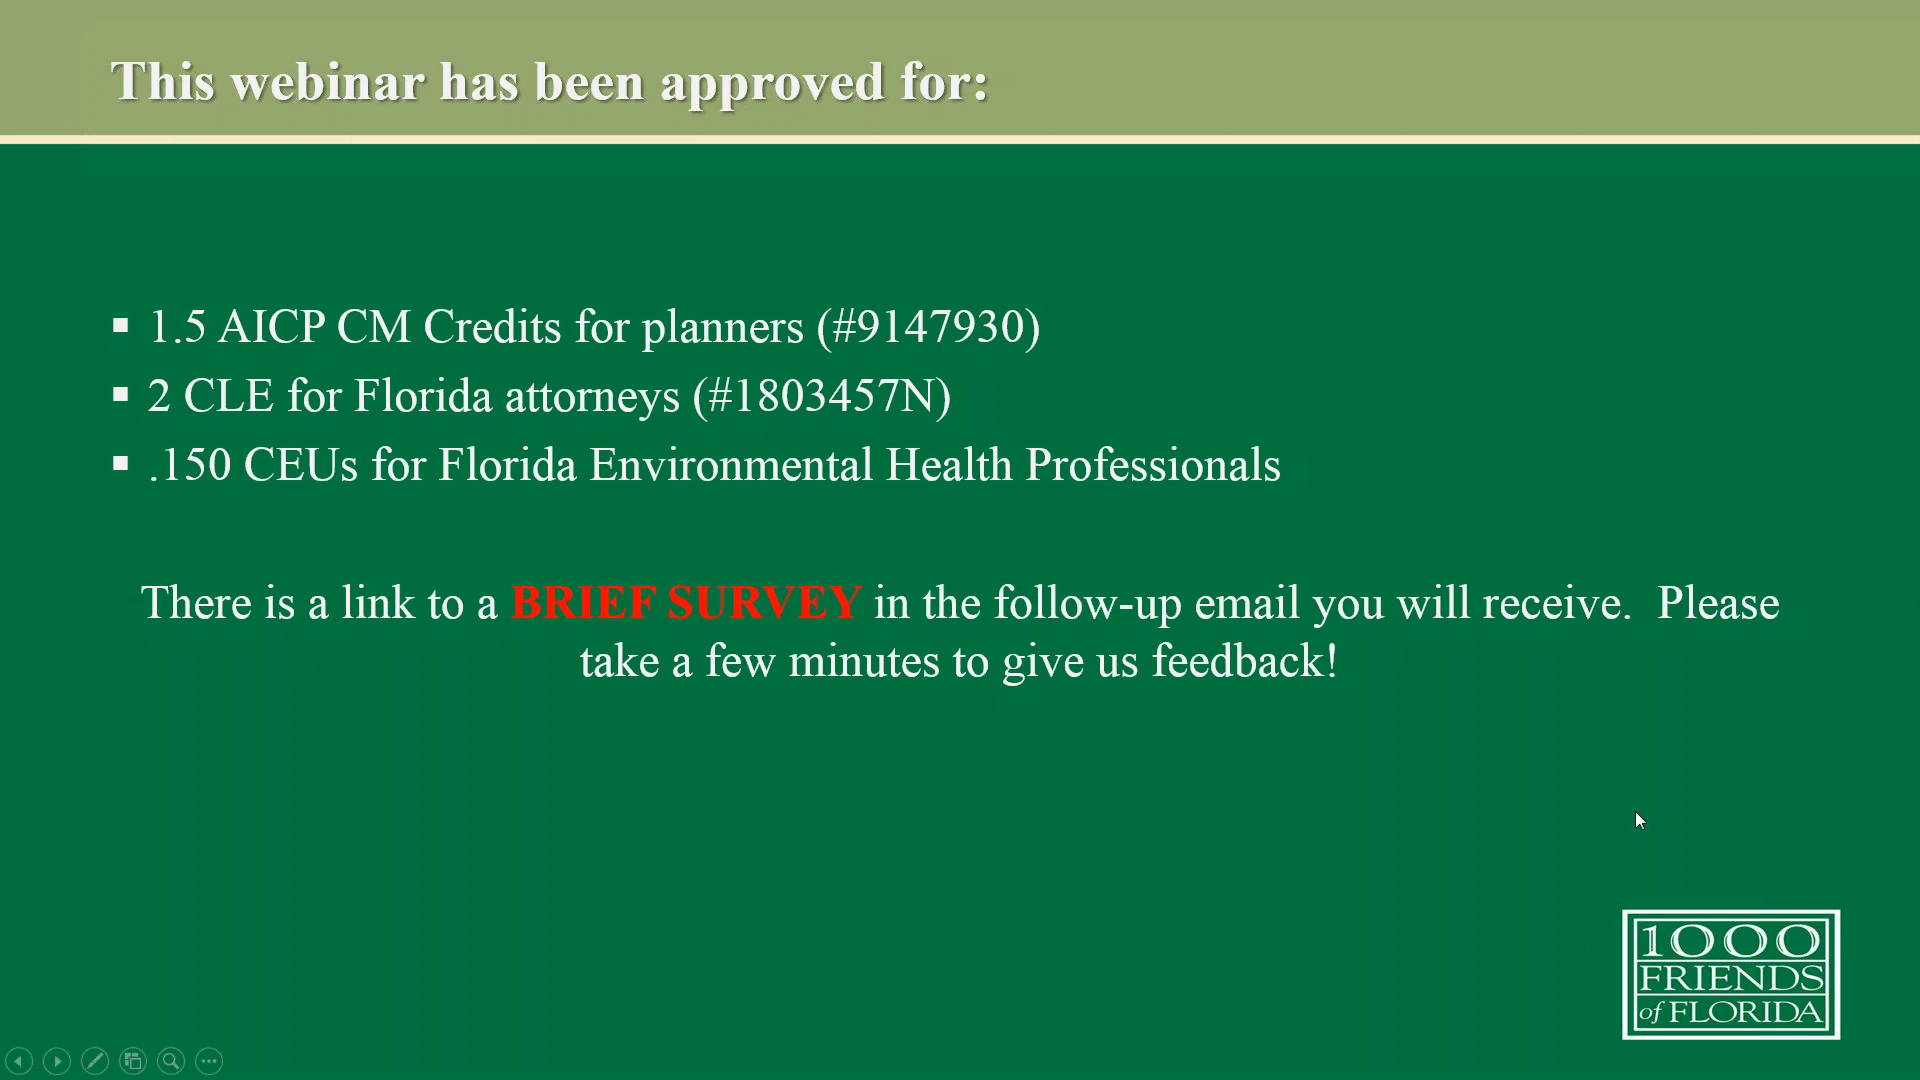 This webinar has been approved for:
▪ 1.5 AICP CM Credits for planners (#9147930)
▪ 2 CLE for Florida attorneys (#1803457N)
▪ .150 CEUs for Florida Environmental Health Professionals
There is a link to a BRIEF SURVEY in the follow-up email you will receive.  Please
take a few minutes to give us feedback!
1000
FRIENDS
of FLORIDA